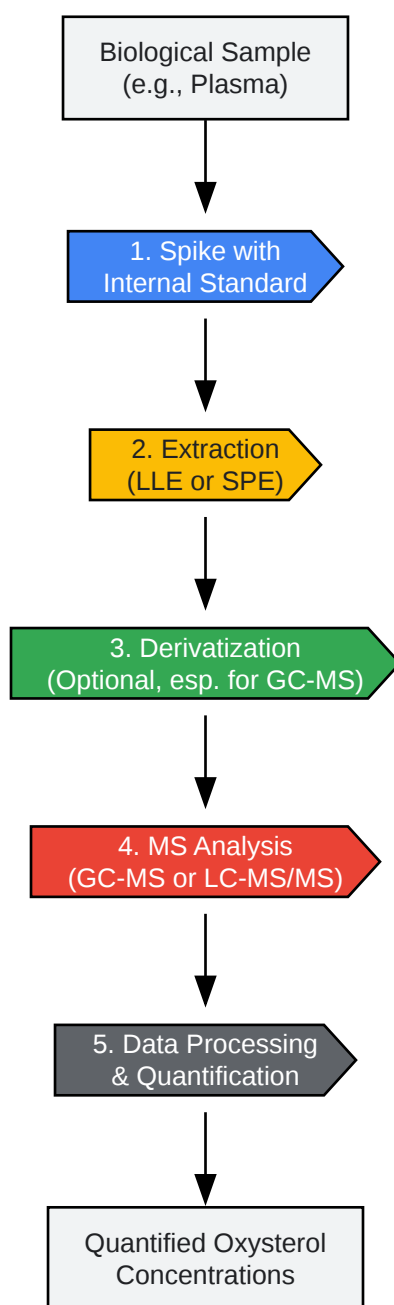 Biological Sample
(e.g., Plasma)
1. Spike with
Internal Standard
2. Extraction
(LLE or SPE)
3. Derivatization
(Optional, esp. for GC-MS)
4. MS Analysis
(GC-MS or LC-MS/MS)
5. Data Processing
& Quantification
Quantified Oxysterol
Concentrations